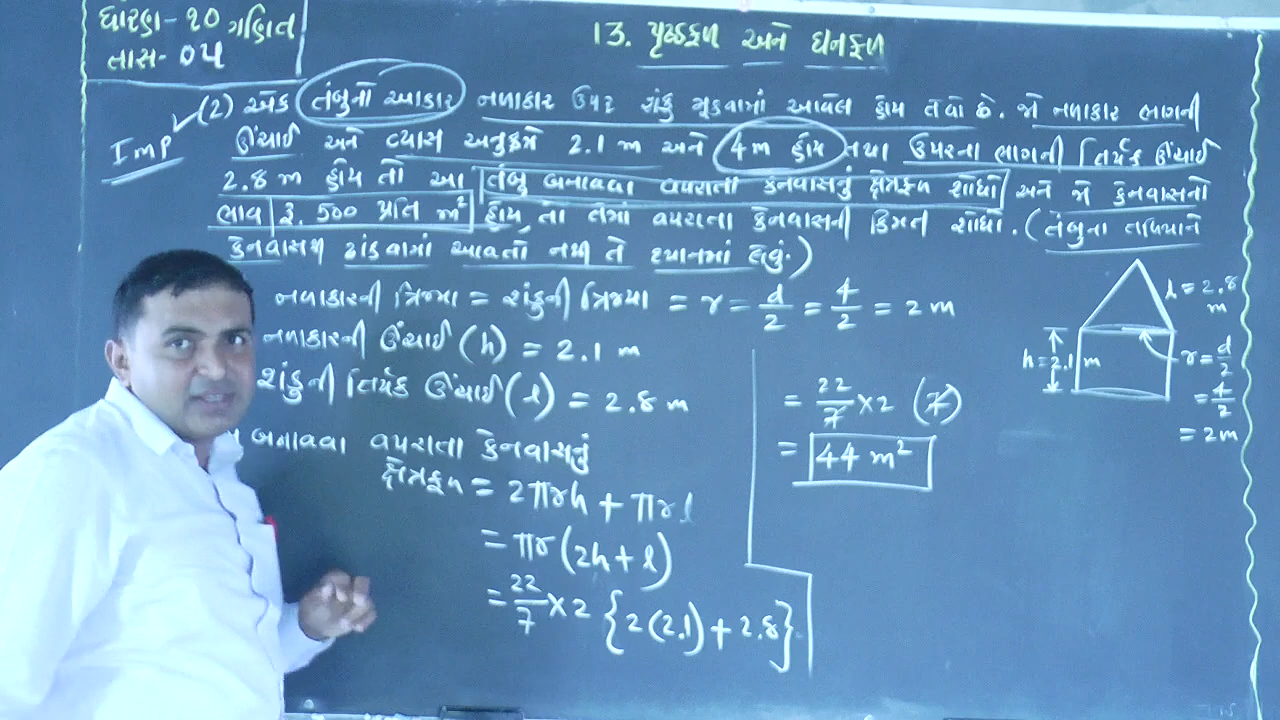 ધોરણ-૧૦ ગણિત
તાસ-૦૫
13. પૃષ્ઠફળ અને ઘનફળ
IMP
(2) એક તંબુનો આકાર નળાકાર ઉપર શંકુ મૂકવામાં આવેલ હોય તેવો છે. જો નળાકાર ભાગની
ઊંચાઈ અને વ્યાસ અનુક્રમે 2.1 m અને 4m હોય તથા ઉપરના ભાગની તિર્યક ઊંચાઈ
2.8 m હોય તો આ તંબુ બનાવવા વપરાતા કેનવાસનું ક્ષેત્રફળ શોધો અને જો કેનવાસનો
ભાવ રૂ. 500 પ્રતિ m² હોય, તો તેમાં વપરાતા કેનવાસની કિંમત શોધો. (તંબુના તળિયાને
કેનવાસથી ઢાંકવામાં આવતો નથી તે ધ્યાનમાં લેવું.)
નળાકારની ત્રિજ્યા = શંકુની ત્રિજ્યા = r = d/2 = 4/2 = 2 m
નળાકારની ઊંચાઈ (h) = 2.1 m
શંકુની તિર્યક ઊંચાઈ (l) = 2.8 m
બનાવવા વપરાતા કેનવાસનું
ક્ષેત્રફળ = 2πrh + πrl
= πr (2h + l)
= 22/7 × 2 {2(2.1) + 2.8}
= 22/7 × 2 (7)
= 44 m²
l = 2.8 m
h = 2.1 m
r = d/2
= 4/2
= 2m